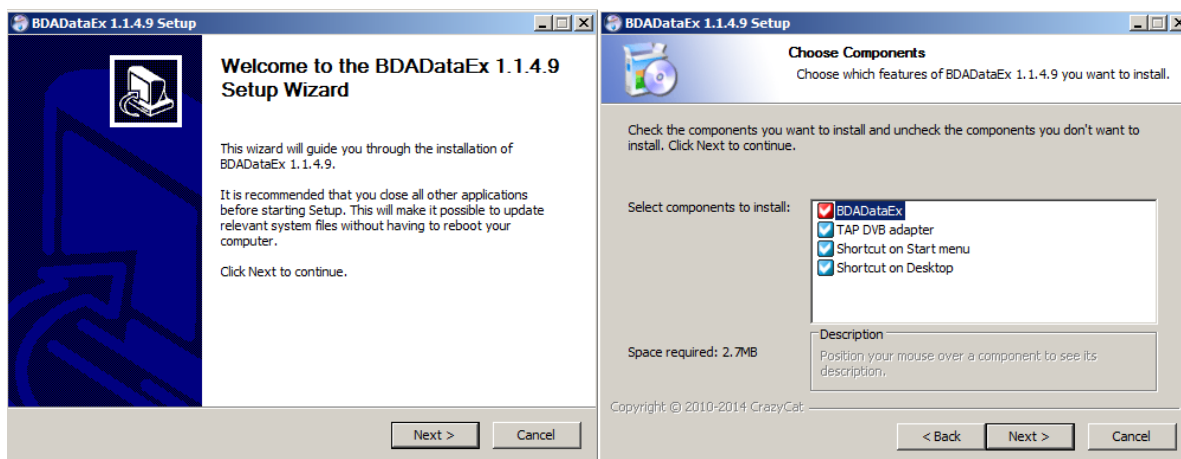 BDADataEx 1.1.4.9 Setup
Welcome to the BDADataEx 1.1.4.9
Setup Wizard
This wizard will guide you through the installation of
BDADataEx 1.1.4.9.
It is recommended that you close all other applications
before starting Setup. This will make it possible to update
relevant system files without having to reboot your
computer.
Click Next to continue.
Next >
Cancel
BDADataEx 1.1.4.9 Setup
Choose Components
Choose which features of BDADataEx 1.1.4.9 you want to install.
Check the components you want to install and uncheck the components you don't want to
install. Click Next to continue.
Select components to install:
BDADataEx
TAP DVB adapter
Shortcut on Start menu
Shortcut on Desktop
Space required: 2.7MB
Description
Position your mouse over a component to see its
description.
Copyright © 2010-2014 CrazyCat
< Back
Next >
Cancel